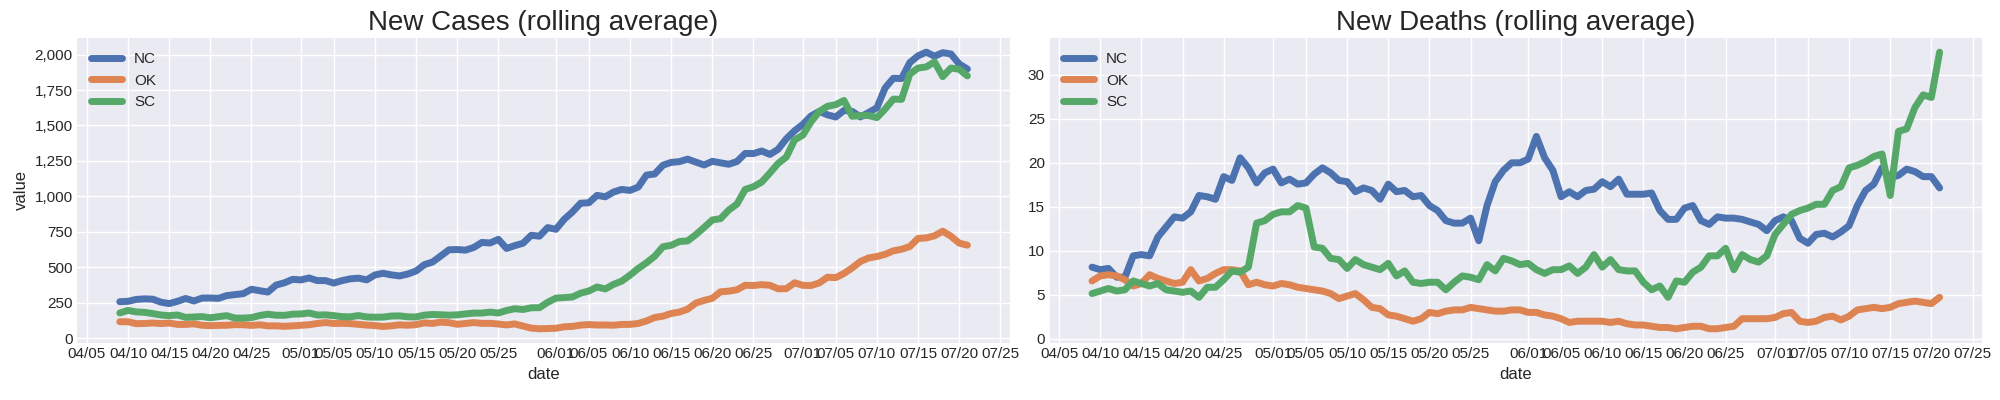 New Cases (rolling average)
NC
OK
SC
value
2,000
1,750
1,500
1,250
1,000
750
500
250
0
04/05 04/10 04/15 04/20 04/25 05/01 05/05 05/10 05/15 05/20 05/25 06/01 06/05 06/10 06/15 06/20 06/25 07/01 07/05 07/10 07/15 07/20 07/25
date
New Deaths (rolling average)
NC
OK
SC
30
25
20
15
10
5
0
04/05 04/10 04/15 04/20 04/25 05/01 05/05 05/10 05/15 05/20 05/25 06/01 06/05 06/10 06/15 06/20 06/25 07/01 07/05 07/10 07/15 07/20 07/25
date